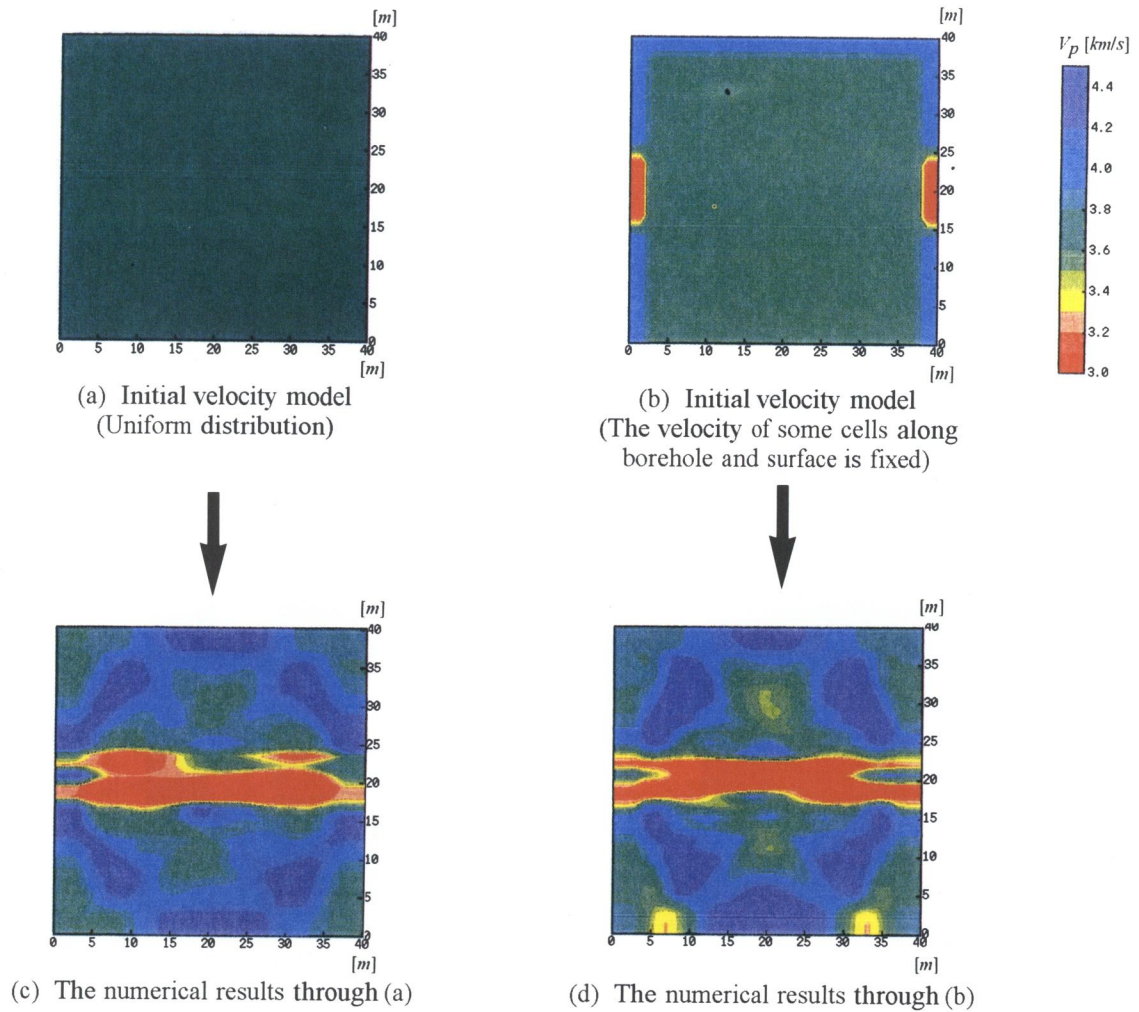 [m]
40
35
30
25
20
15
10
5
0 5 10 15 20 25 30 35 40
[m]
(a) Initial velocity model
(Uniform distribution)
[m]
40
35
30
25
20
15
10
5
0
0 5 10 15 20 25 30 35 40
[m]
(b) Initial velocity model
(The velocity of some cells along
borehole and surface is fixed)
Vp [km/s]
4.4
4.2
4.0
3.8
3.6
3.4
3.2
3.0
[m]
40
35
30
25
20
15
10
5
0
0 5 10 15 20 25 30 35 40
[m]
(c) The numerical results through (a)
[m]
40
35
30
25
20
15
10
5
0
0 5 10 15 20 25 30 35 40
[m]
(d) The numerical results through (b)